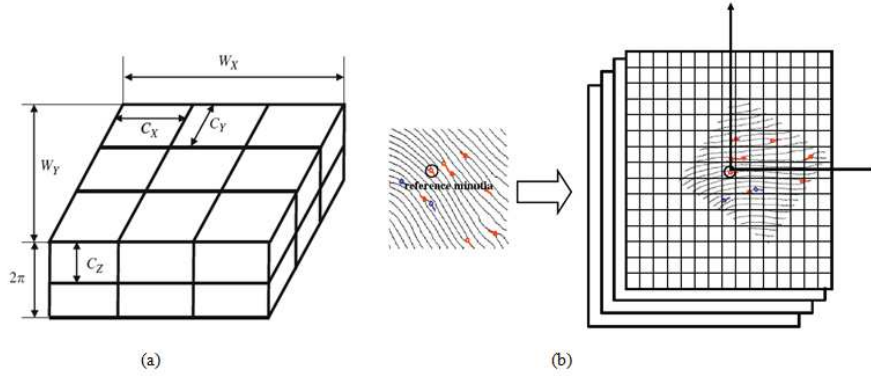 W_X
C_X
C_Y
W_Y
C_Z
2π
reference minutia
(a)
(b)